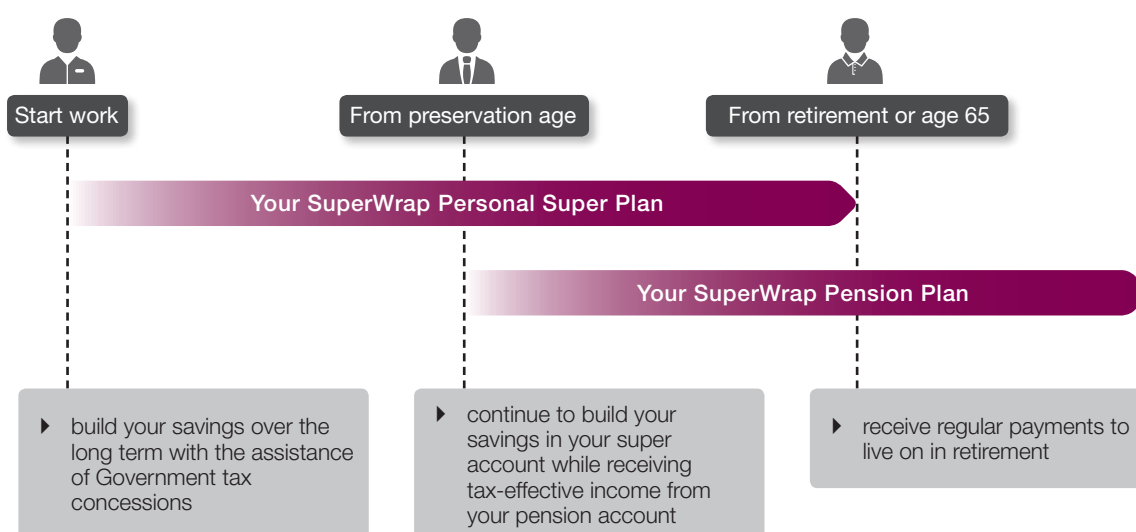 Start work
From preservation age
From retirement or age 65
Your SuperWrap Personal Super Plan
Your SuperWrap Pension Plan
build your savings over the
long term with the assistance
of Government tax
concessions
continue to build your
savings in your super
account while receiving
tax-effective income from
your pension account
receive regular payments to
live on in retirement